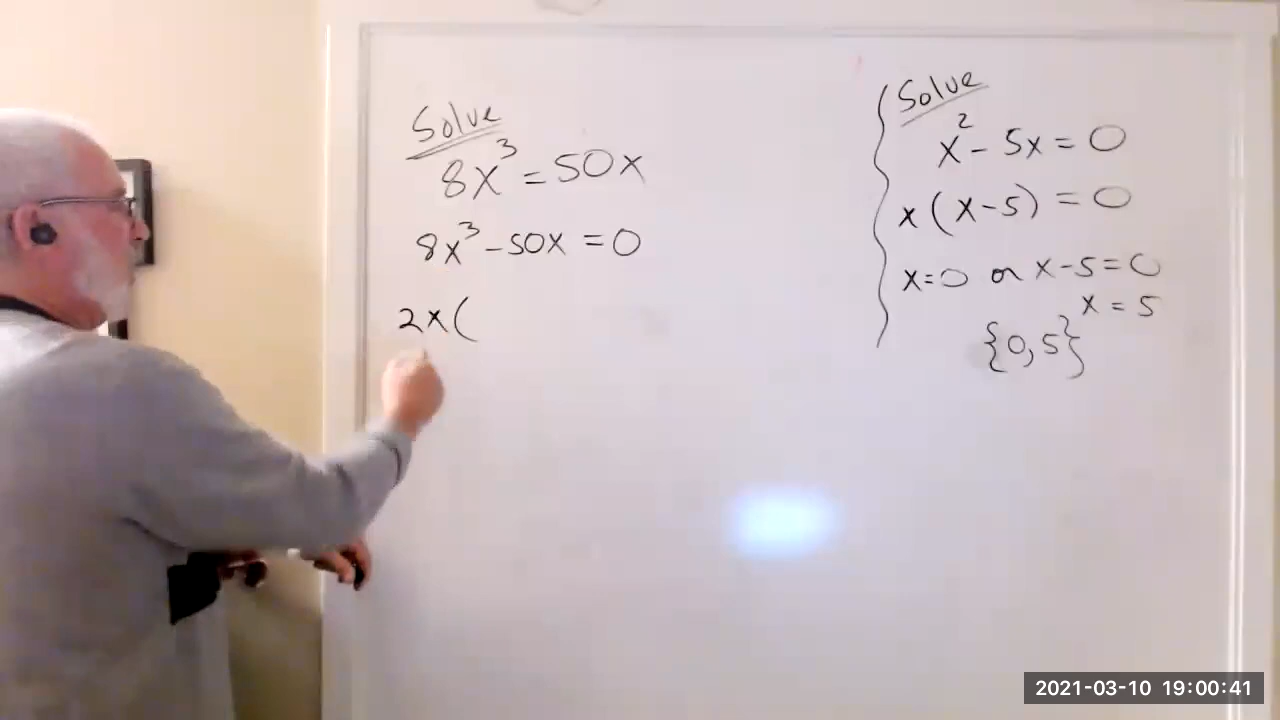 Solve
8x³ = 50x
8x³ - 50x = 0
2x(
Solve
x² - 5x = 0
x(x-5) = 0
x=0 or x-5=0
x = 5
{0,5}
2021-03-10 19:00:41